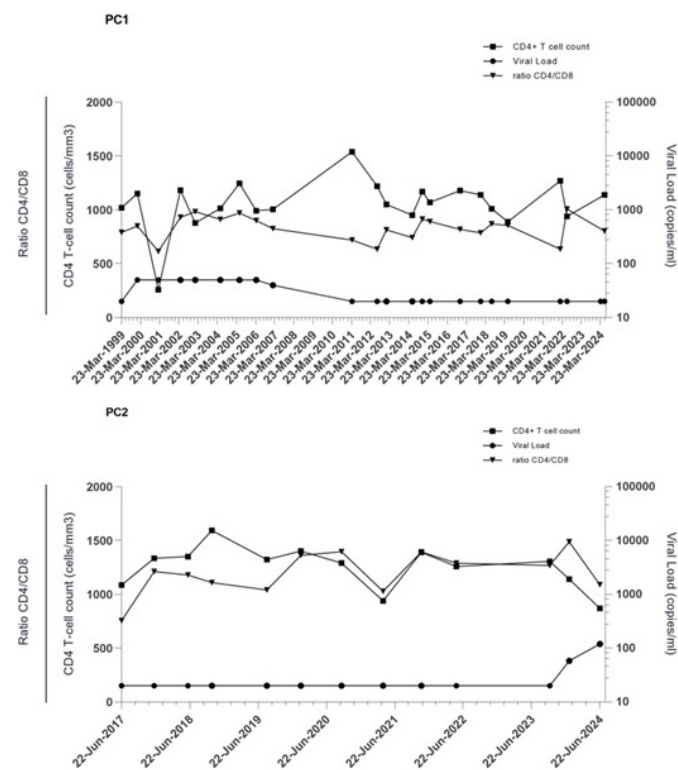 PC1
CD4+ T cell count
Viral Load
ratio CD4/CD8
Ratio CD4/CD8
CD4 T-cell count (cells/mm3)
2000
1500
1000
500
0
100000
10000
1000
100
10
Viral Load (copies/ml)
23-Mar-1999
23-Mar-2000
23-Mar-2001
23-Mar-2002
23-Mar-2003
23-Mar-2004
23-Mar-2005
23-Mar-2006
23-Mar-2007
23-Mar-2008
23-Mar-2009
23-Mar-2010
23-Mar-2011
23-Mar-2012
23-Mar-2013
23-Mar-2014
23-Mar-2015
23-Mar-2016
23-Mar-2017
23-Mar-2018
23-Mar-2019
23-Mar-2020
23-Mar-2021
23-Mar-2022
23-Mar-2023
23-Mar-2024
PC2
CD4+ T cell count
Viral Load
ratio CD4/CD8
Ratio CD4/CD8
CD4 T-cell count (cells/mm3)
2000
1500
1000
500
0
100000
10000
1000
100
10
Viral Load (copies/ml)
22-Jun-2017
22-Jun-2018
22-Jun-2019
22-Jun-2020
22-Jun-2021
22-Jun-2022
22-Jun-2023
22-Jun-2024